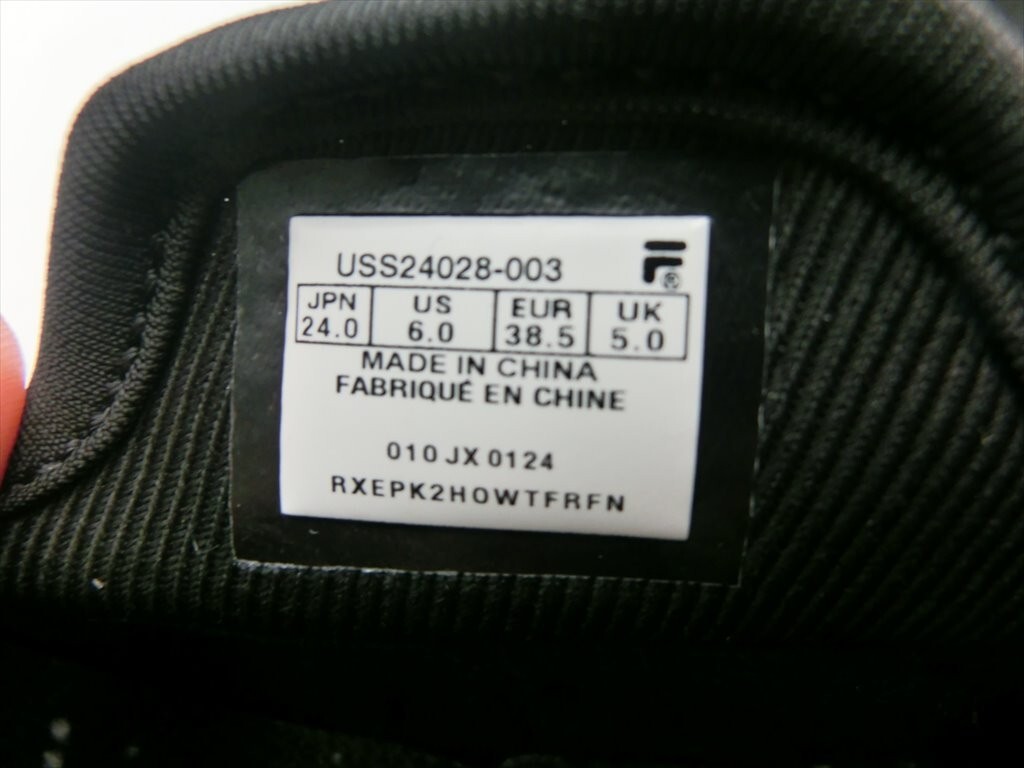 USS24028-003
F®
JPN US EUR UK
24.0 6.0 38.5 5.0
MADE IN CHINA
FABRIQUÉ EN CHINE
010 JX 0124
RXEPK2HOWTFRFN